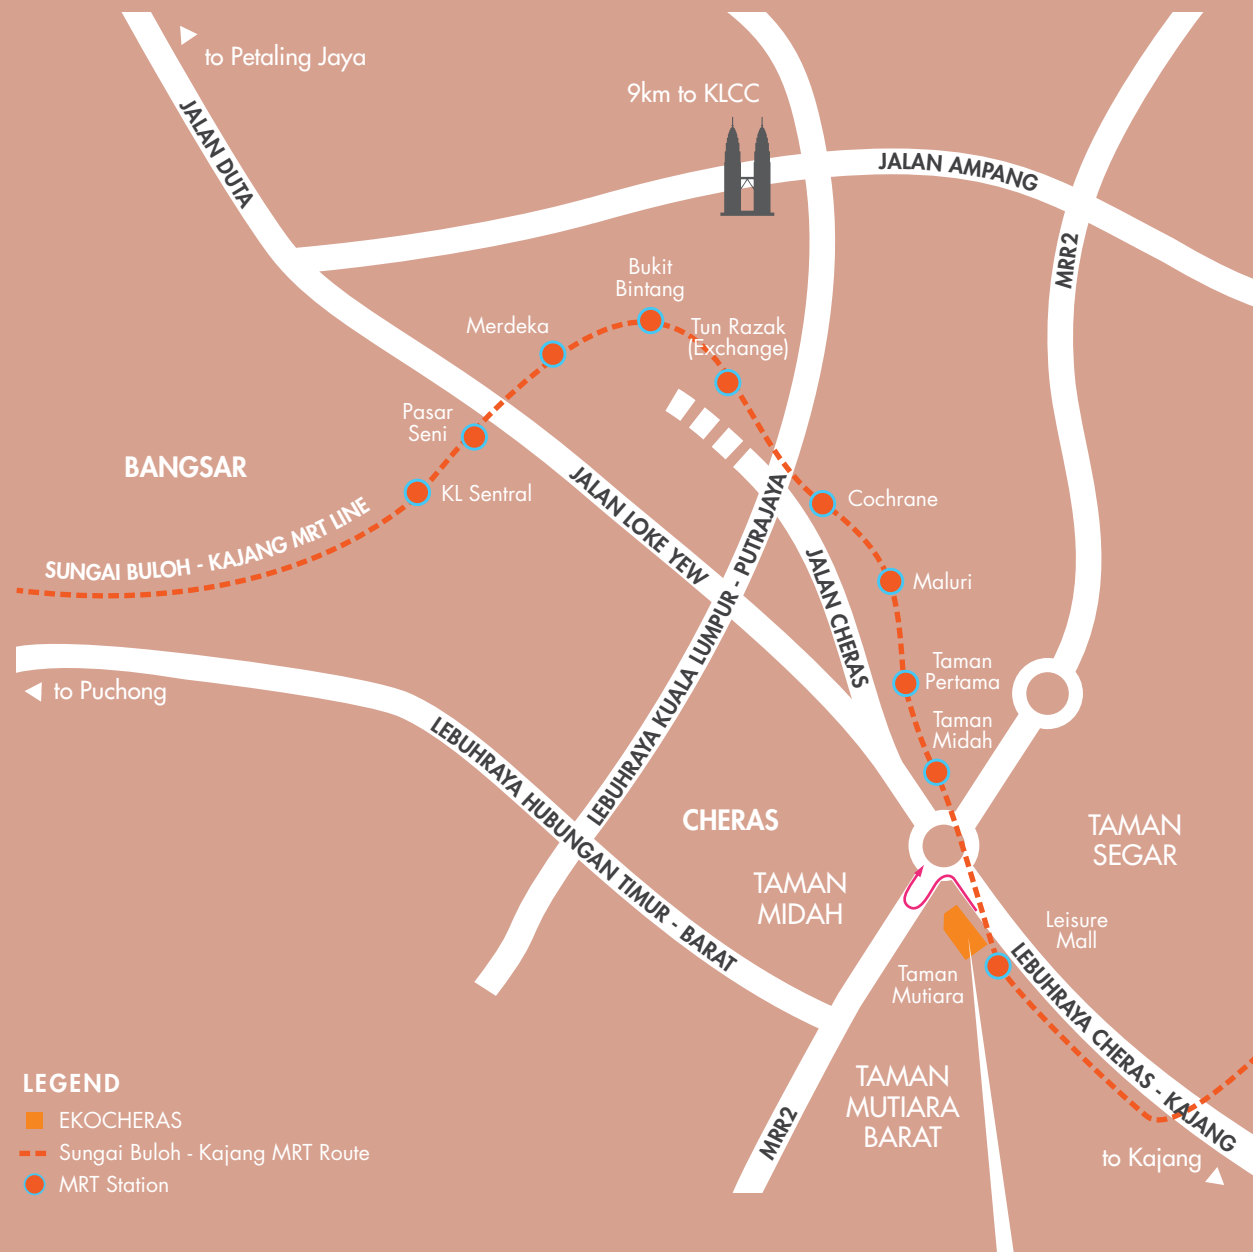 to Petaling Jaya
9km to KLCC
JALAN DUTA
JALAN AMPANG
MRR2
Bukit
Bintang
Merdeka
Tun Razak
(Exchange)
Pasar
Seni
BANGSAR
KL Sentral
Cochrane
JALAN LOKE YEW
SUNGAI BULOH - KAJANG MRT LINE
LEBUHRAYA KUALA LUMPUR - PUTRAJAYA
JALAN CHERAS
Maluri
Taman
Pertama
to Puchong
Taman
Midah
LEBUHRAYA HUBUNGAN TIMUR - BARAT
CHERAS
TAMAN
SEGAR
TAMAN
MIDAH
Leisure
Mall
Taman
Mutiara
LEBUHRAYA CHERAS - KAJANG
TAMAN
MUTIARA
BARAT
MRR2
to Kajang
LEGEND
EKOCHERAS
Sungai Buloh - Kajang MRT Route
MRT Station